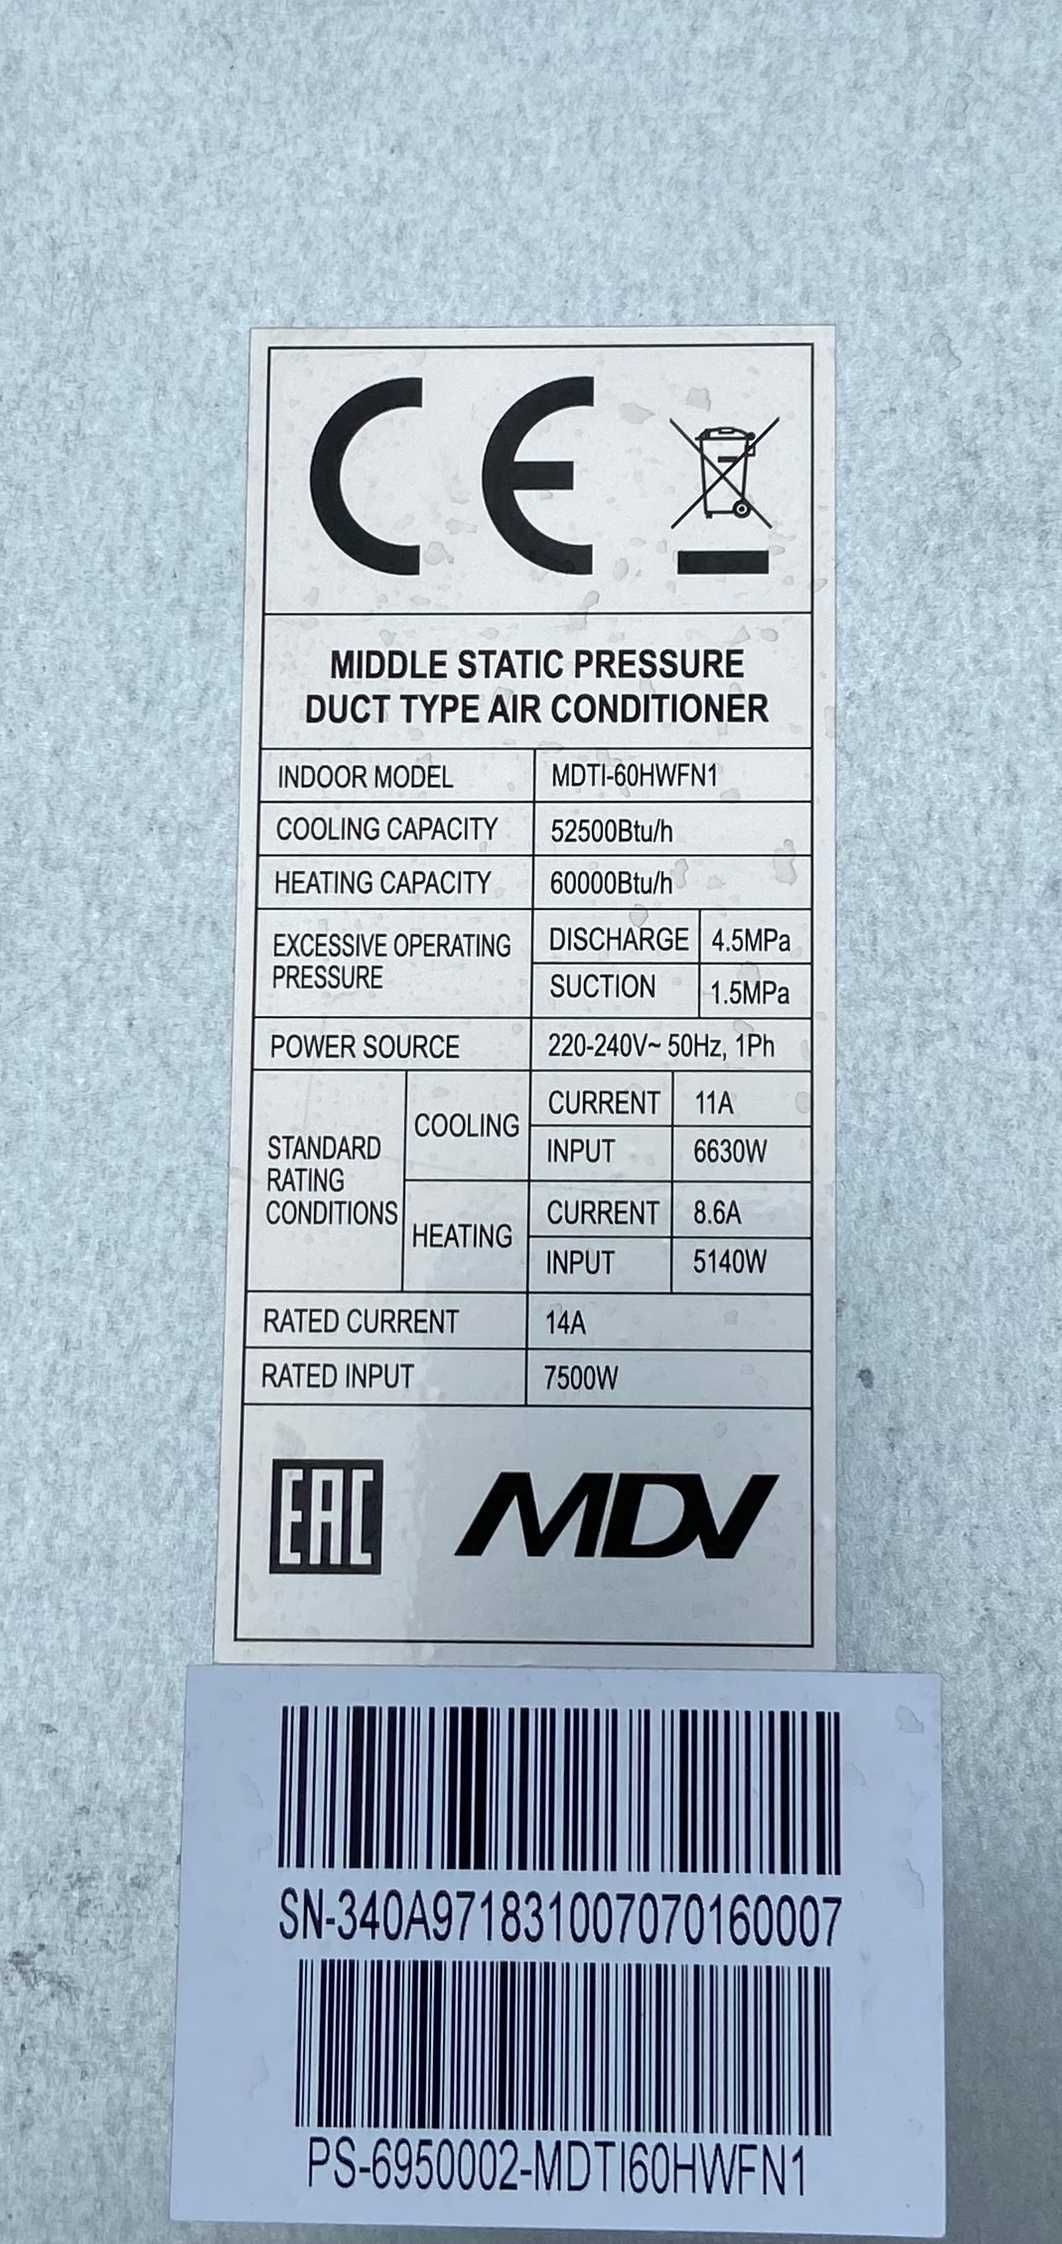 CE
MIDDLE STATIC PRESSURE
DUCT TYPE AIR CONDITIONER
INDOOR MODEL MDTI-60HWFN1
COOLING CAPACITY 52500Btu/h
HEATING CAPACITY 60000Btu/h
EXCESSIVE OPERATING
PRESSURE
DISCHARGE 4.5MPa
SUCTION 1.5MPa
POWER SOURCE 220-240V~ 50Hz, 1Ph
STANDARD
RATING
CONDITIONS
COOLING
CURRENT 11A
INPUT 6630W
HEATING
CURRENT 8.6A
INPUT 5140W
RATED CURRENT 14A
RATED INPUT 7500W
EAC MDV
SN-340A971831007070160007
PS-6950002-MDTI60HWFN1